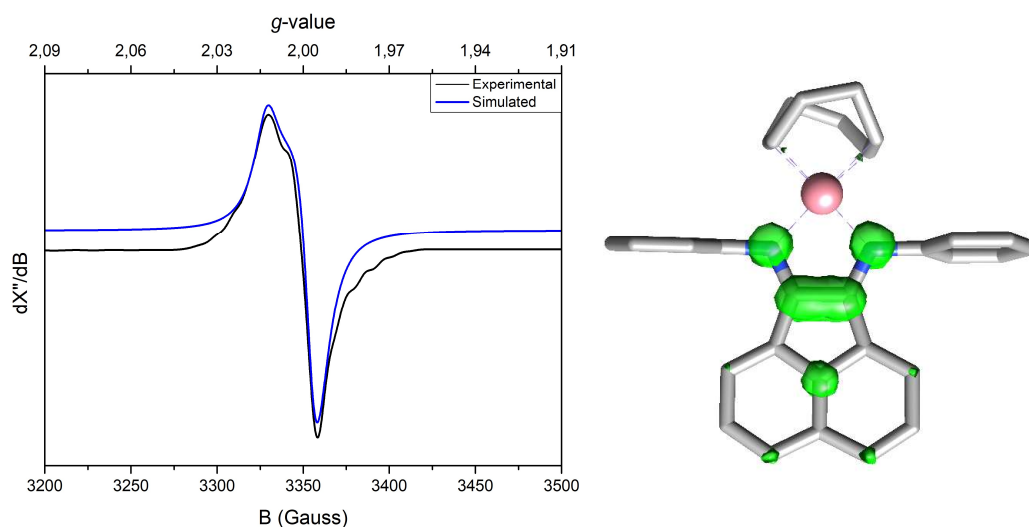 g-value
2,09 2,06 2,03 2,00 1,97 1,94 1,91
Experimental
Simulated
dX"/dB
3200 3250 3300 3350 3400 3450 3500
B (Gauss)